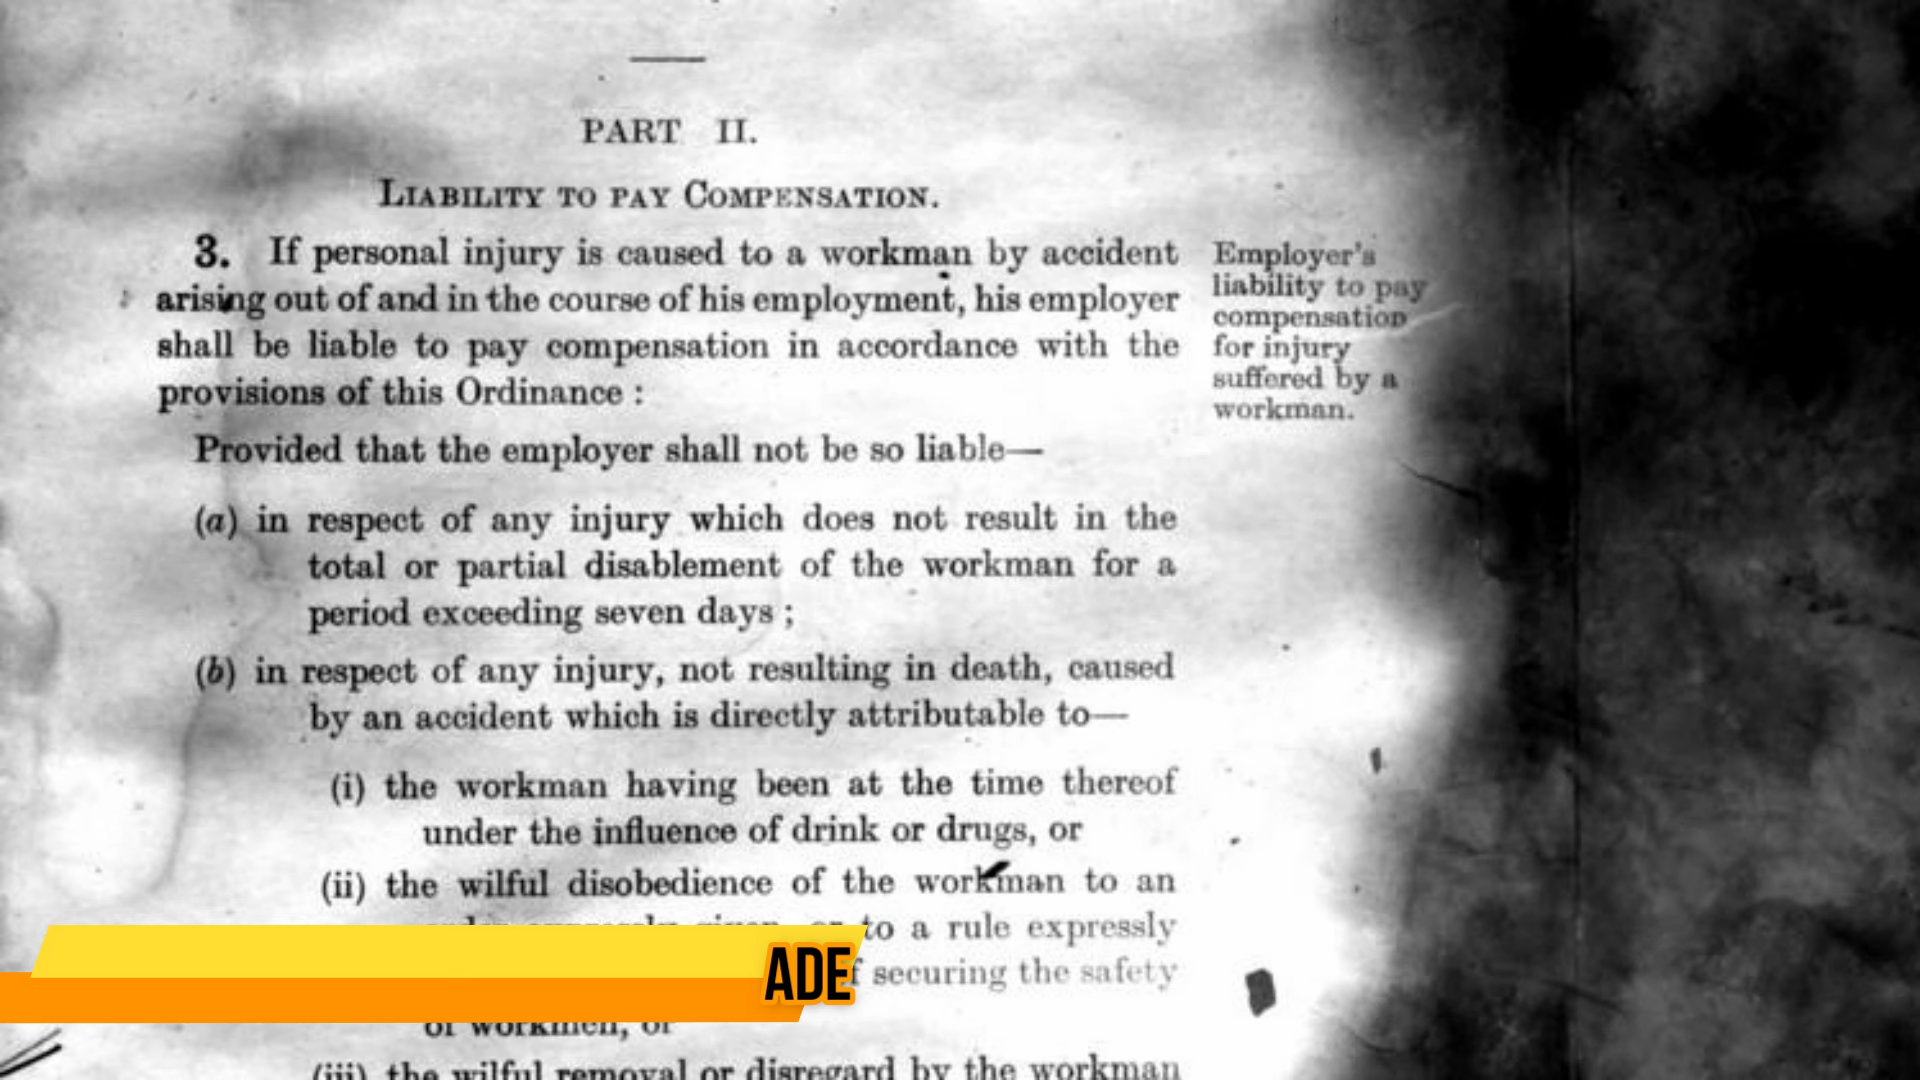 PART II.
LIABILITY TO PAY COMPENSATION.
3. If personal injury is caused to a workman by accident
arising out of and in the course of his employment, his employer
shall be liable to pay compensation in accordance with the
provisions of this Ordinance :
Employer's
liability to pay
compensation
for injury
suffered by a
workman.
Provided that the employer shall not be so liable—
(a) in respect of any injury which does not result in the
total or partial disablement of the workman for a
period exceeding seven days ;
(b) in respect of any injury, not resulting in death, caused
by an accident which is directly attributable to—
(i) the workman having been at the time thereof
under the influence of drink or drugs, or
(ii) the wilful disobedience of the workman to an
expressly given, or to a rule expressly
securing the safety
of workmen, or
(iii) the wilful removal or disregard by the workman
ADE